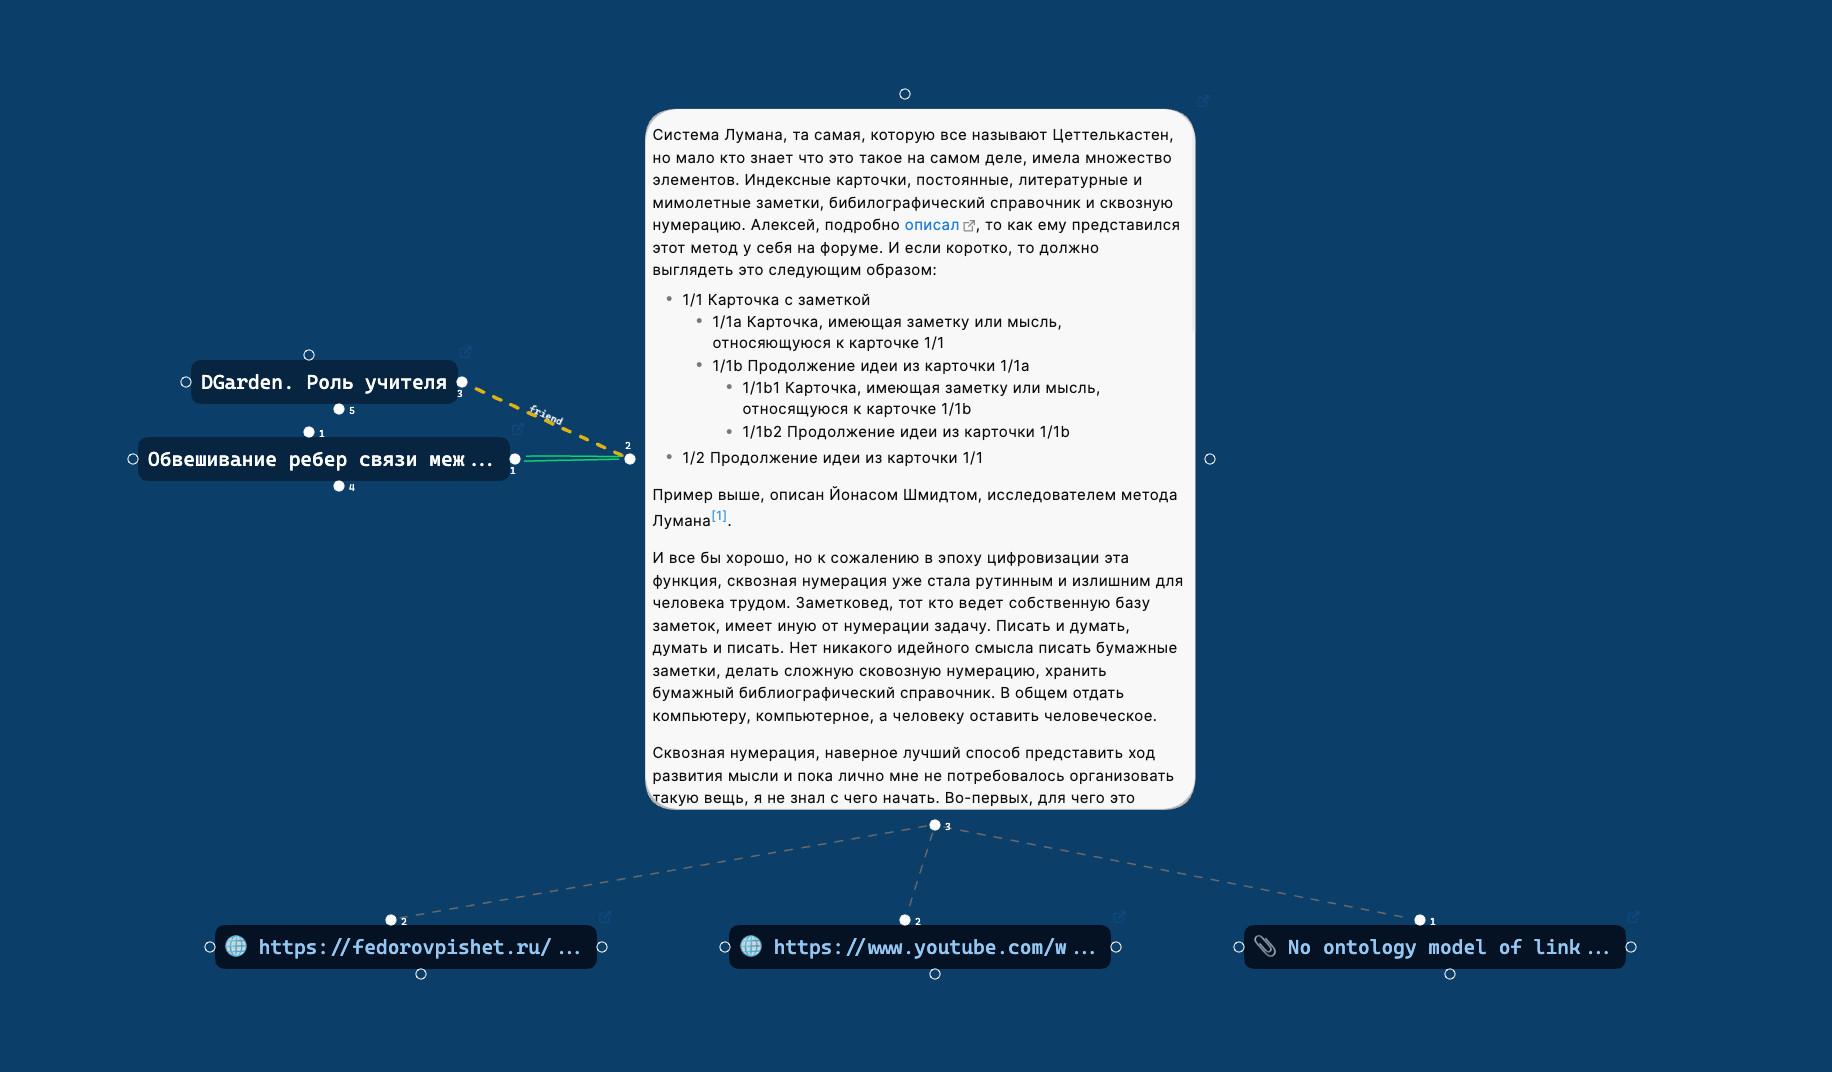 Система Лумана, та самая, которую все называют Цеттелькастен,
но мало кто знает что это такое на самом деле, имела множество
элементов. Индексные карточки, постоянные, литературные и
мимолетные заметки, бибилографический справочник и сквозную
нумерацию. Алексей, подробно описал, то как ему представился
этот метод у себя на форуме. И если коротко, то должно
выглядеть это следующим образом:
• 1/1 Карточка с заметкой
• 1/1a Карточка, имеющая заметку или мысль,
относяющуюся к карточке 1/1
• 1/1b Продолжение идеи из карточки 1/1a
• 1/1b1 Карточка, имеющая заметку или мысль,
относящуюся к карточке 1/1b
• 1/1b2 Продолжение идеи из карточки 1/1b
• 1/2 Продолжение идеи из карточки 1/1
Пример выше, описан Йонасом Шмидтом, исследователем метода
Лумана[1].
И все бы хорошо, но к сожалению в эпоху цифровизации эта
функция, сквозная нумерация уже стала рутинным и излишним для
человека трудом. Заметковед, тот кто ведет собственную базу
заметок, имеет иную от нумерации задачу. Писать и думать,
думать и писать. Нет никакого идейного смысла писать бумажные
заметки, делать сложную сковозную нумерацию, хранить
бумажный библиографический справочник. В общем отдать
компьютеру, компьютерное, а человеку оставить человеческое.
Сквозная нумерация, наверное лучший способ представить ход
развития мысли и пока лично мне не потребовалось организовать
такую вещь, я не знал с чего начать. Во-первых, для чего это
DGarden. Роль учителя
3
5
friend
2
1
Обвешивание ребер связи меж...
1
4
3
2
https://fedorovpishet.ru/...
2
https://www.youtube.com/w...
1
No ontology model of link...